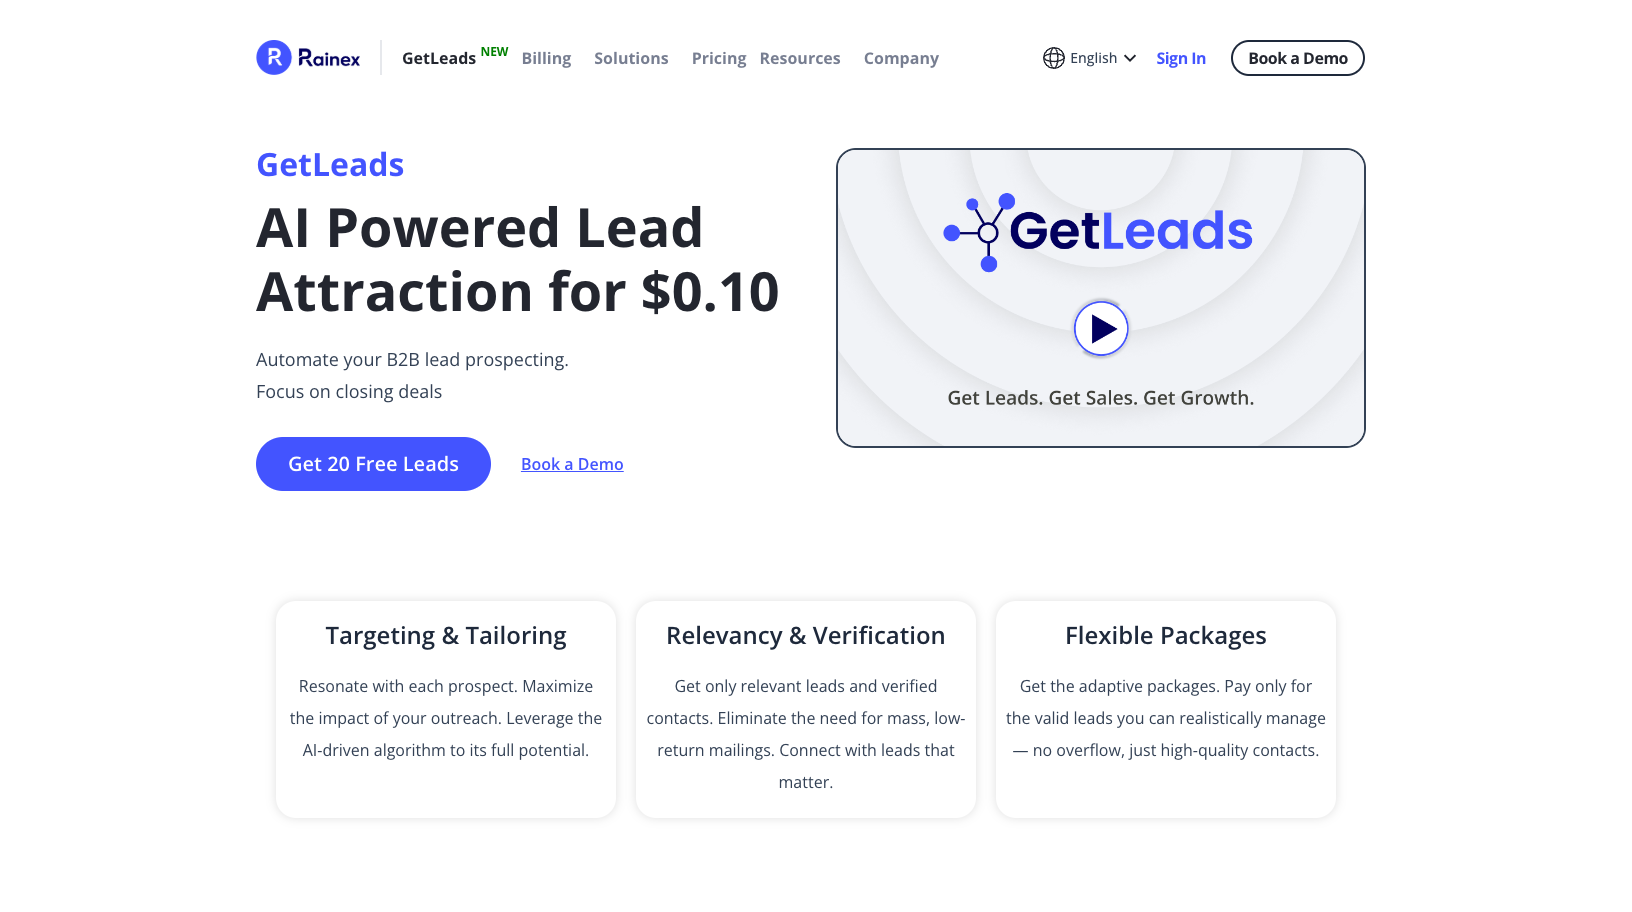 Rainex
GetLeads NEW Billing Solutions Pricing Resources Company
English Sign In Book a Demo
GetLeads
AI Powered Lead
Attraction for $0.10
Automate your B2B lead prospecting.
Focus on closing deals
Get 20 Free Leads Book a Demo
GetLeads
Get Leads. Get Sales. Get Growth.
Targeting & Tailoring
Resonate with each prospect. Maximize
the impact of your outreach. Leverage the
AI-driven algorithm to its full potential.
Relevancy & Verification
Get only relevant leads and verified
contacts. Eliminate the need for mass, low-
return mailings. Connect with leads that
matter.
Flexible Packages
Get the adaptive packages. Pay only for
the valid leads you can realistically manage
— no overflow, just high-quality contacts.